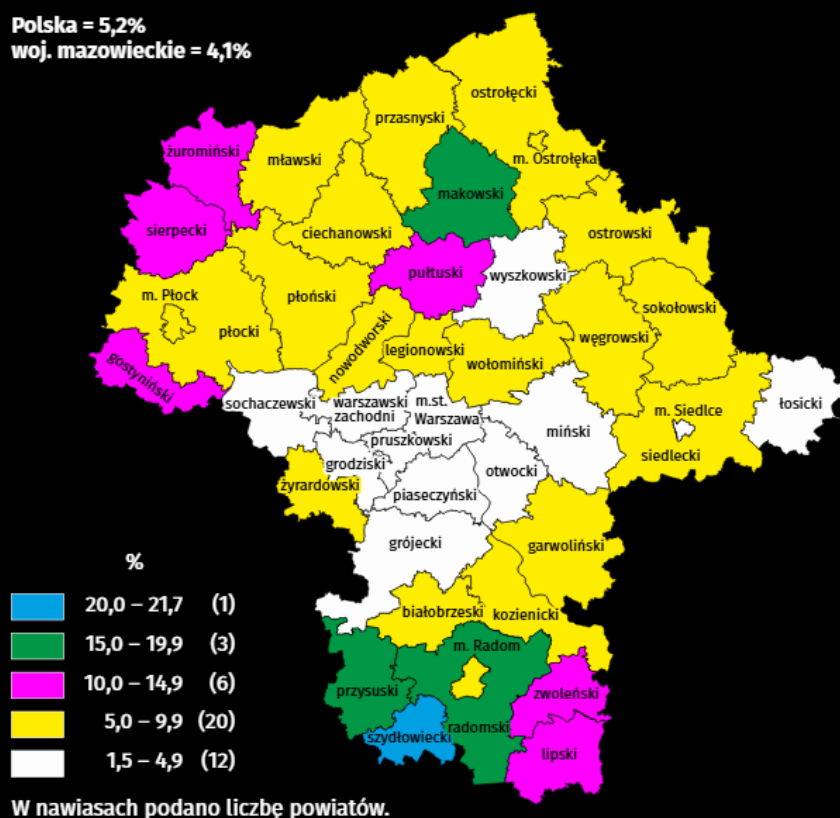 Polska = 5,2%
woj. mazowieckie = 4,1%
ostrołęcki
przasnyski
żuromiński
mławski
m. Ostrołęka
makowski
sierpecki
ciechanowski
ostrowski
pułtuski
wyszkowski
m. Płock
płoński
sokołowski
płocki
nowodworski
legionowski
wołomiński
węgrowski
gostyniński
sochaczewski
warszawski
zachodni
m.st.
Warszawa
m. Siedlce
łosicki
pruszkowski
miński
grodziski
otwocki
siedlecki
żyrardowski
piaseczyński
grójecki
garwoliński
białobrzeski
kozienicki
m. Radom
przysuski
zwoleński
szydłowiecki
radomski
lipski
%
20,0 – 21,7 (1)
15,0 – 19,9 (3)
10,0 – 14,9 (6)
5,0 – 9,9 (20)
1,5 – 4,9 (12)
W nawiasach podano liczbę powiatów.